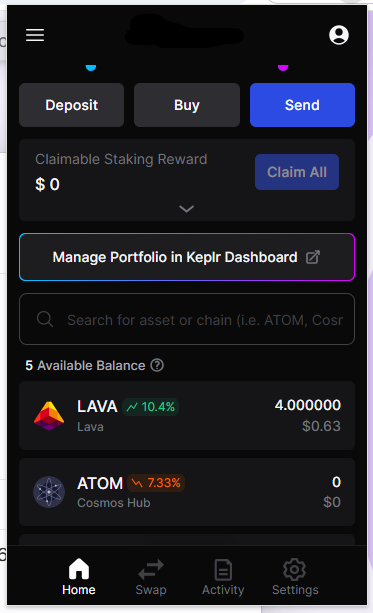 Deposit
Buy
Send
Claimable Staking Reward
$ 0
Claim All
Manage Portfolio in Keplr Dashboard
Search for asset or chain (i.e. ATOM, Cosr
5 Available Balance
LAVA 10.4%
4.000000
Lava
$0.63
ATOM 7.33%
0
Cosmos Hub
$0
Home
Swap
Activity
Settings